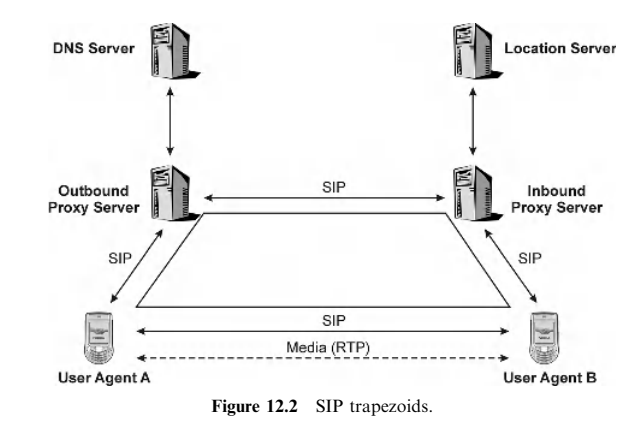 DNS Server
Location Server
Outbound
Proxy Server
SIP
Inbound
Proxy Server
SIP
SIP
SIP
Media (RTP)
User Agent A
User Agent B
Figure 12.2 SIP trapezoids.